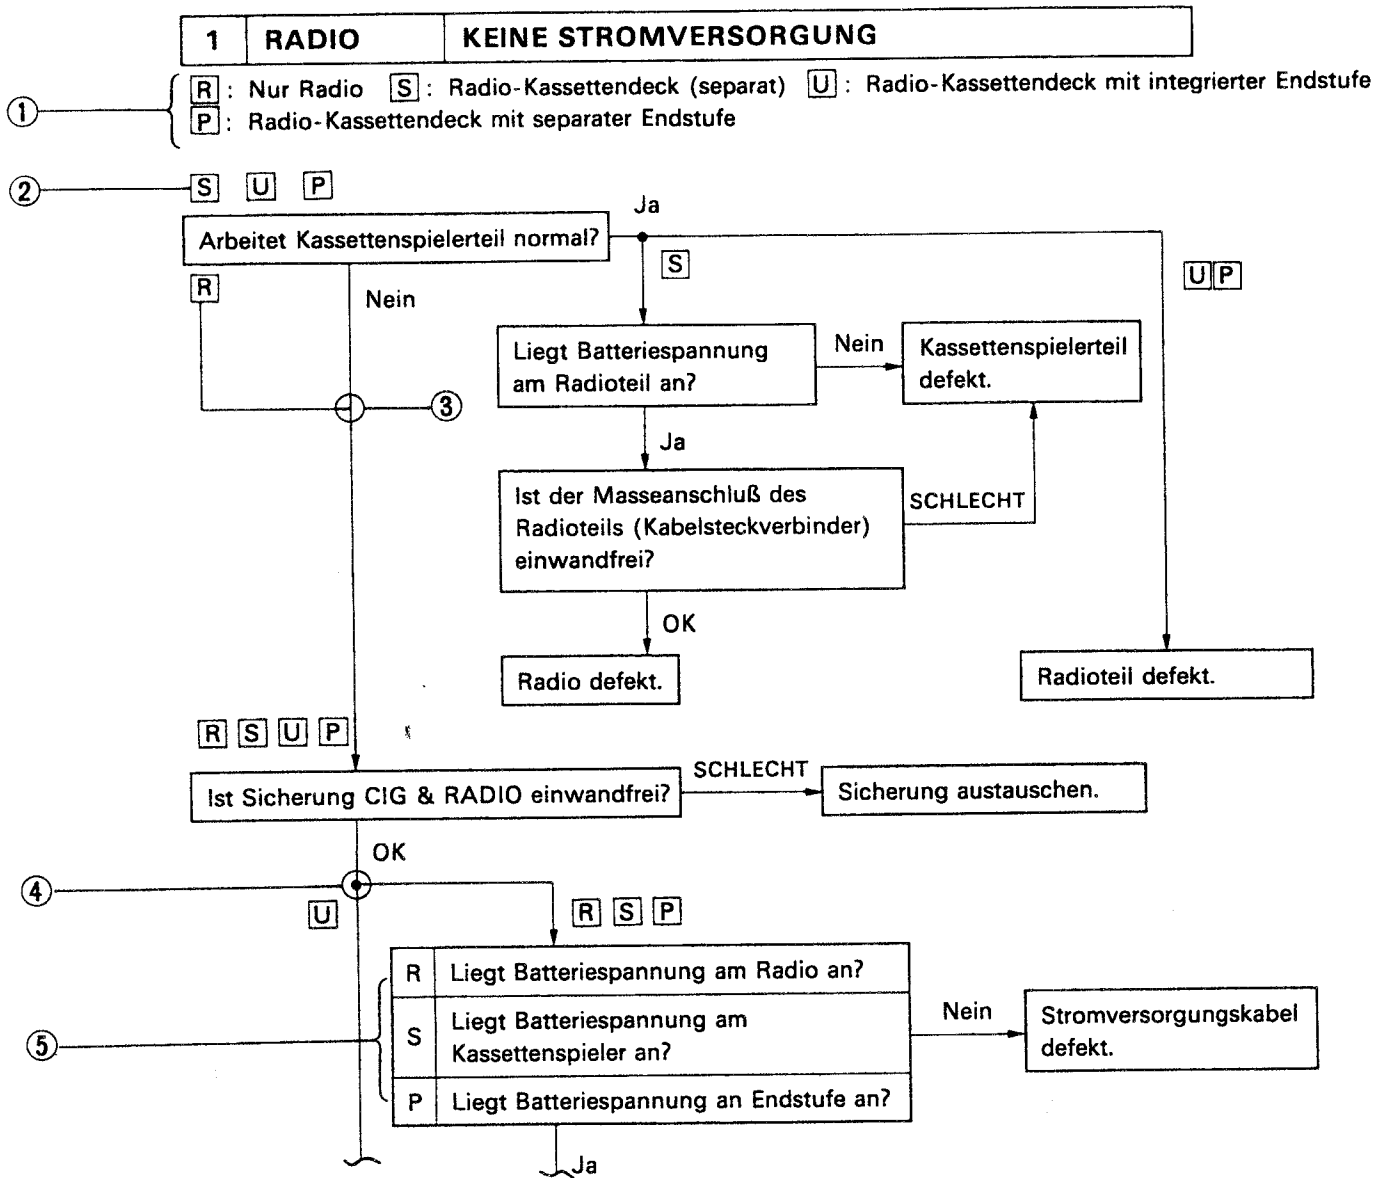 1 RADIO KEINE STROMVERSORGUNG
① R : Nur Radio S : Radio-Kassettendeck (separat) U : Radio-Kassettendeck mit integrierter Endstufe
P : Radio-Kassettendeck mit separater Endstufe
② S U P
Ja
Arbeitet Kassettenspielerteil normal?
S
U P
R
Nein
Liegt Batteriespannung
am Radioteil an?
Nein
Kassettenspielerteil
defekt.
③
Ja
Ist der Masseanschluß des
Radioteils (Kabelsteckverbinder)
einwandfrei?
SCHLECHT
OK
Radio defekt.
Radioteil defekt.
R S U P
Ist Sicherung CIG & RADIO einwandfrei?
SCHLECHT
Sicherung austauschen.
OK
④
U
R S P
R Liegt Batteriespannung am Radio an?
S Liegt Batteriespannung am
Kassettenspieler an?
P Liegt Batteriespannung an Endstufe an?
⑤
Nein
Stromversorgungskabel
defekt.
Ja